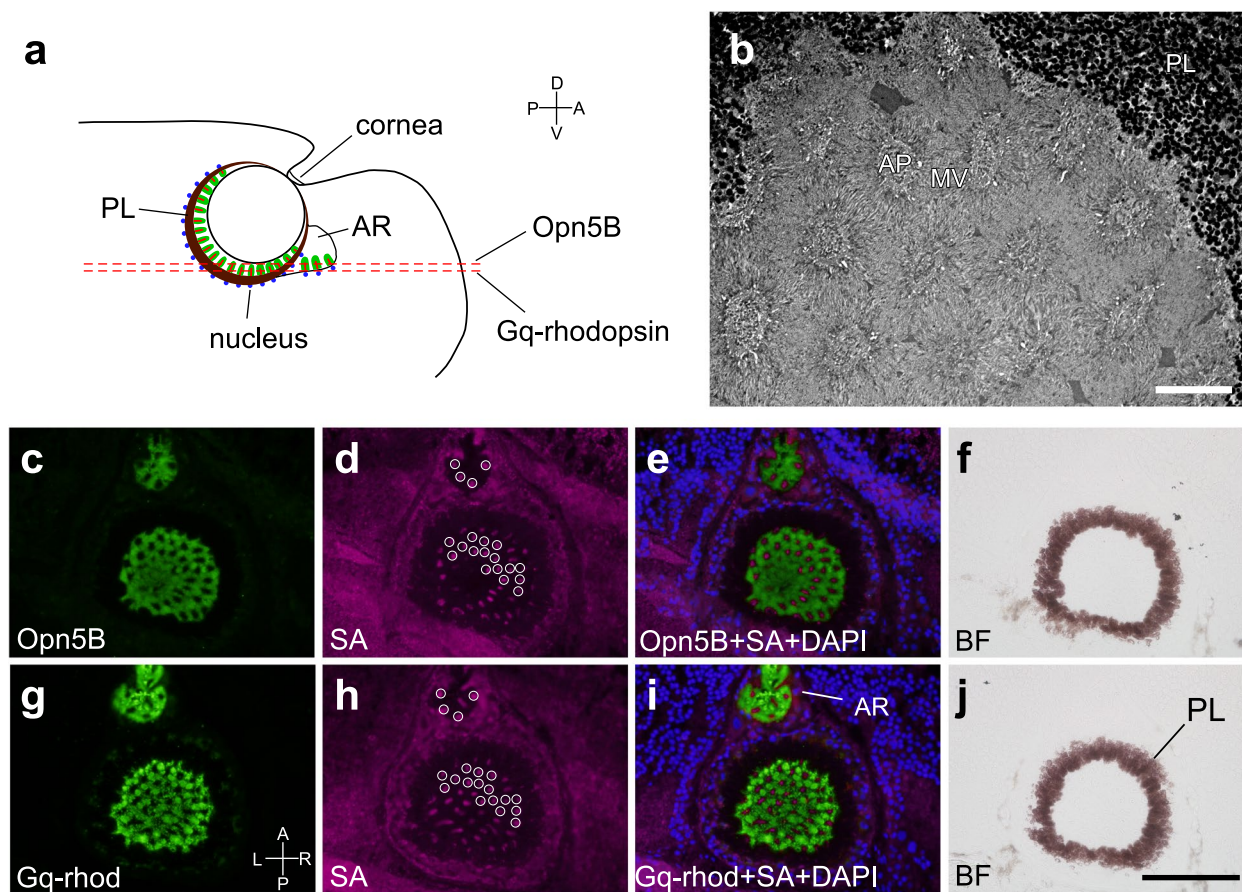 a
D
P A
V
cornea
PL
AR
Opn5B
nucleus
Gq-rhodopsin
b
PL
AP
MV
c
Opn5B
d
SA
e
Opn5B+SA+DAPI
f
BF
g
A
L R
P
Gq-rhod
h
SA
i
AR
Gq-rhod+SA+DAPI
j
PL
BF